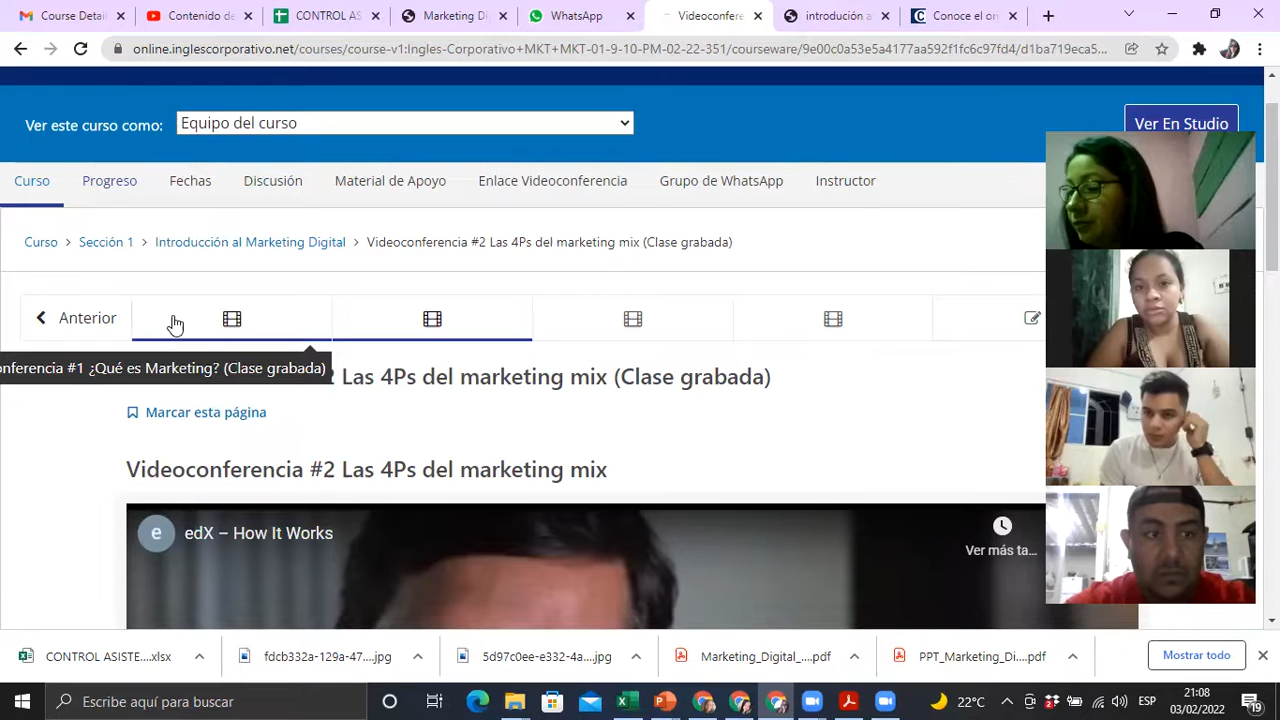 Course Detail
Contenido de
CONTROL AS
Marketing D
WhatsApp
Videoconfere
introducción a
Conoce el or
online.inglescorporativo.net/courses/course-v1:Ingles-Corporativo+MKT+MKT-01-9-10-PM-02-22-351/courseware/9e00c0a53e5a4177aa592f1fc6c97fd4/d1ba719eca5...
Ver este curso como:
Equipo del curso
Ver En Studio
Curso
Progreso
Fechas
Discusión
Material de Apoyo
Enlace Videoconferencia
Grupo de WhatsApp
Instructor
Curso > Sección 1 > Introducción al Marketing Digital > Videoconferencia #2 Las 4Ps del marketing mix (Clase grabada)
Anterior
onferencia #1 ¿Qué es Marketing? (Clase grabada)
Las 4Ps del marketing mix (Clase grabada)
Marcar esta página
Videoconferencia #2 Las 4Ps del marketing mix
e
edX – How It Works
Ver más ta...
CONTROL ASISTE....xlsx
fdcb332a-129a-47....jpg
5d97c0ee-e332-4a....jpg
Marketing_Digital_....pdf
PPT_Marketing_Di....pdf
Mostrar todo
Escribe aquí para buscar
22°C
ESP
21:08
03/02/2022
19